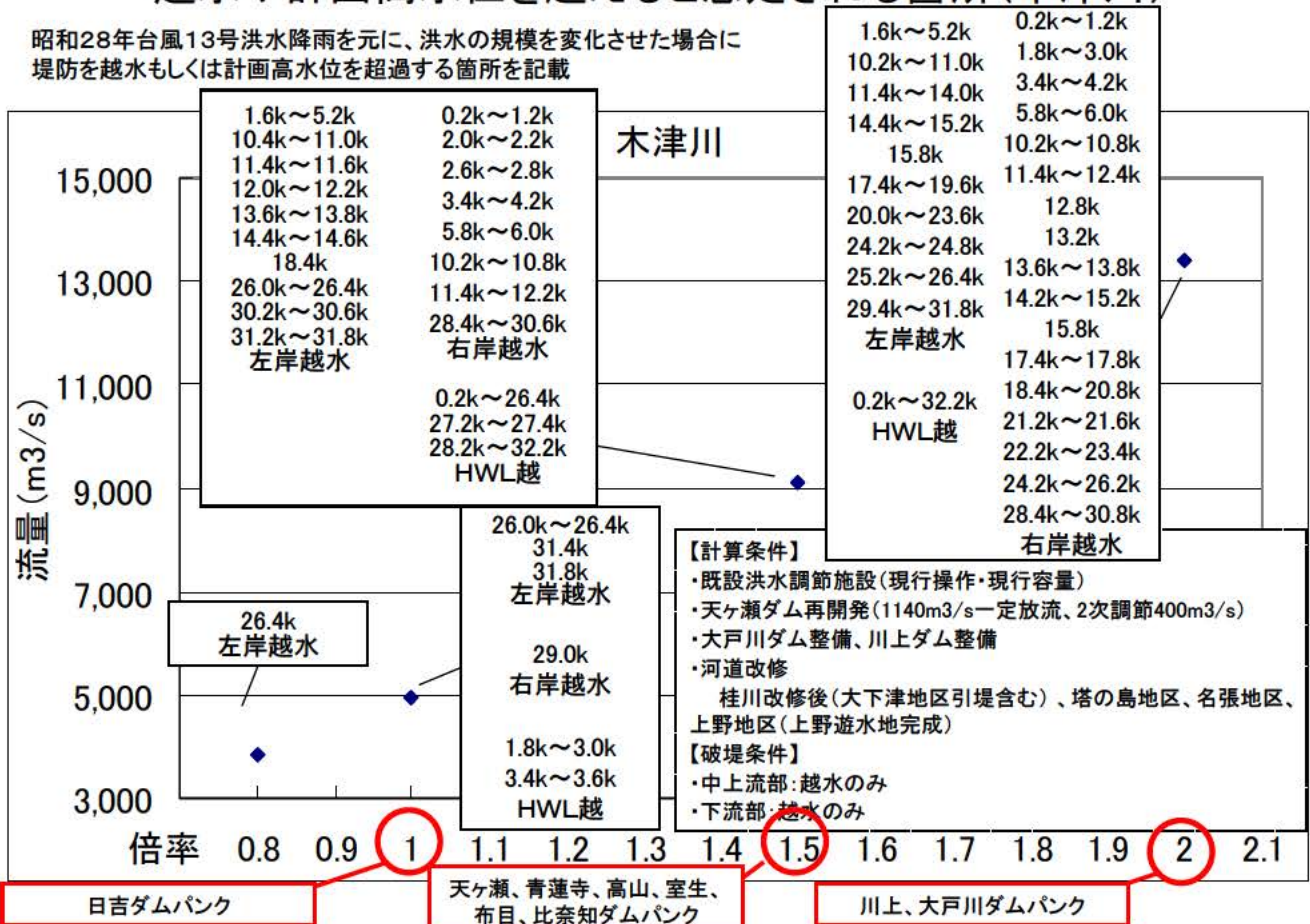 昭和28年台風13号洪水降雨を元に、洪水の規模を変化させた場合に
堤防を越水もしくは計画高水位を超過する箇所を記載
木津川
流量(m3/s)
15,000
13,000
11,000
9,000
7,000
5,000
3,000
1.6k～5.2k
10.4k～11.0k
11.4k～11.6k
12.0k～12.2k
13.6k～13.8k
14.4k～14.6k
18.4k
26.0k～26.4k
30.2k～30.6k
31.2k～31.8k
左岸越水
0.2k～1.2k
2.0k～2.2k
2.6k～2.8k
3.4k～4.2k
5.8k～6.0k
10.2k～10.8k
11.4k～12.2k
28.4k～30.6k
右岸越水
0.2k～26.4k
27.2k～27.4k
28.2k～32.2k
HWL越
1.6k～5.2k
10.2k～11.0k
11.4k～14.0k
14.4k～15.2k
15.8k
17.4k～19.6k
20.0k～23.6k
24.2k～24.8k
25.2k～26.4k
29.4k～31.8k
左岸越水
0.2k～32.2k
HWL越
0.2k～1.2k
1.8k～3.0k
3.4k～4.2k
5.8k～6.0k
10.2k～10.8k
11.4k～12.4k
12.8k
13.2k
13.6k～13.8k
14.2k～15.2k
15.8k
17.4k～17.8k
18.4k～20.8k
21.2k～21.6k
22.2k～23.4k
24.2k～26.2k
28.4k～30.8k
右岸越水
26.4k
左岸越水
26.0k～26.4k
31.4k
31.8k
左岸越水
29.0k
右岸越水
1.8k～3.0k
3.4k～3.6k
HWL越
【計算条件】
・既設洪水調節施設(現行操作・現行容量)
・天ヶ瀬ダム再開発(1140m3/s一定放流、2次調節400m3/s)
・大戸川ダム整備、川上ダム整備
・河道改修
桂川改修後(大下津地区引堤含む)、塔の島地区、名張地区、
上野地区(上野遊水地完成)
【破堤条件】
・中上流部:越水のみ
・下流部:越水のみ
倍率 0.8 0.9 1 1.1 1.2 1.3 1.4 1.5 1.6 1.7 1.8 1.9 2 2.1
日吉ダムパンク
天ヶ瀬、青蓮寺、高山、室生、
布目、比奈知ダムパンク
川上、大戸川ダムパンク